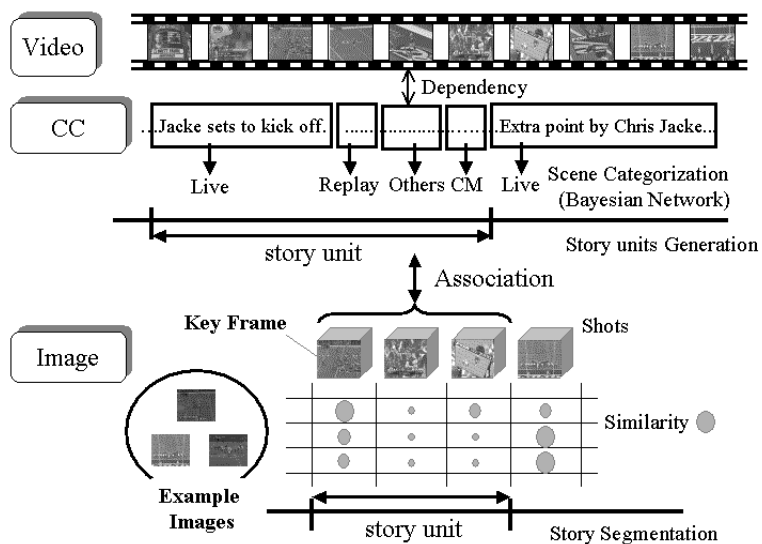 Video
Dependency
CC
....Jacke sets to kick off.
......
..............
.......
..Extra point by Chris Jacke...
Live
Replay
Others
CM
Live
Scene Categorization
(Bayesian Network)
story unit
Story units Generation
Association
Key Frame
Shots
Image
Similarity
Example
Images
story unit
Story Segmentation